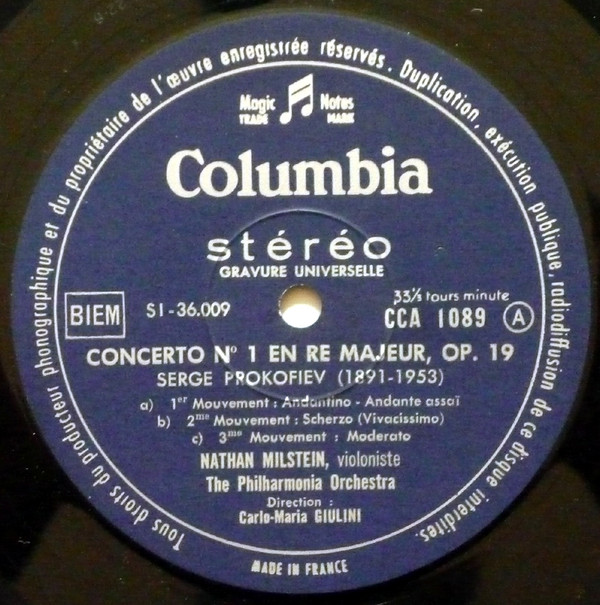 Tous droits du producteur phonographique et du propriétaire de l'œuvre enregistrée réservés. Duplication, exécution publique, radiodiffusion de ce disque interdites.
Magic Notes
TRADE MARK
Columbia
stéréo
GRAVURE UNIVERSELLE
BIEM
S1-36.009
33⅓ tours minute
CCA 1089 A
CONCERTO Nº 1 EN RE MAJEUR, OP. 19
SERGE PROKOFIEV (1891-1953)
a) 1er Mouvement : Andantino - Andante assaï
b) 2me Mouvement : Scherzo (Vivacissimo)
c) 3me Mouvement : Moderato
NATHAN MILSTEIN, violoniste
The Philharmonia Orchestra
Direction :
Carlo-Maria GIULINI
MADE IN FRANCE